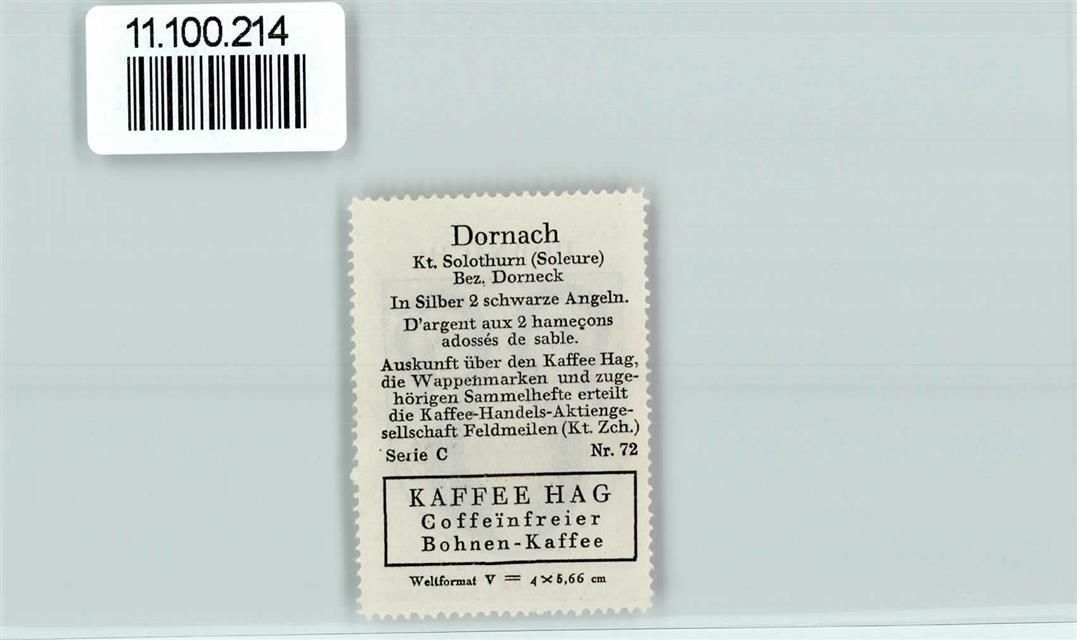 11.100.214
Dornach
Kt. Solothurn (Soleure)
Bez. Dorneck
In Silber 2 schwarze Angeln.
D'argent aux 2 hameçons
adossés de sable.
Auskunft über den Kaffee Hag,
die Wappenmarken und zuge-
hörigen Sammelhefte erteilt
die Kaffee-Handels-Aktienge-
sellschaft Feldmeilen (Kt. Zch.)
Serie C Nr. 72
KAFFEE HAG
Coffeïnfreier
Bohnen-Kaffee
Weltformat V = 4 × 5,66 cm